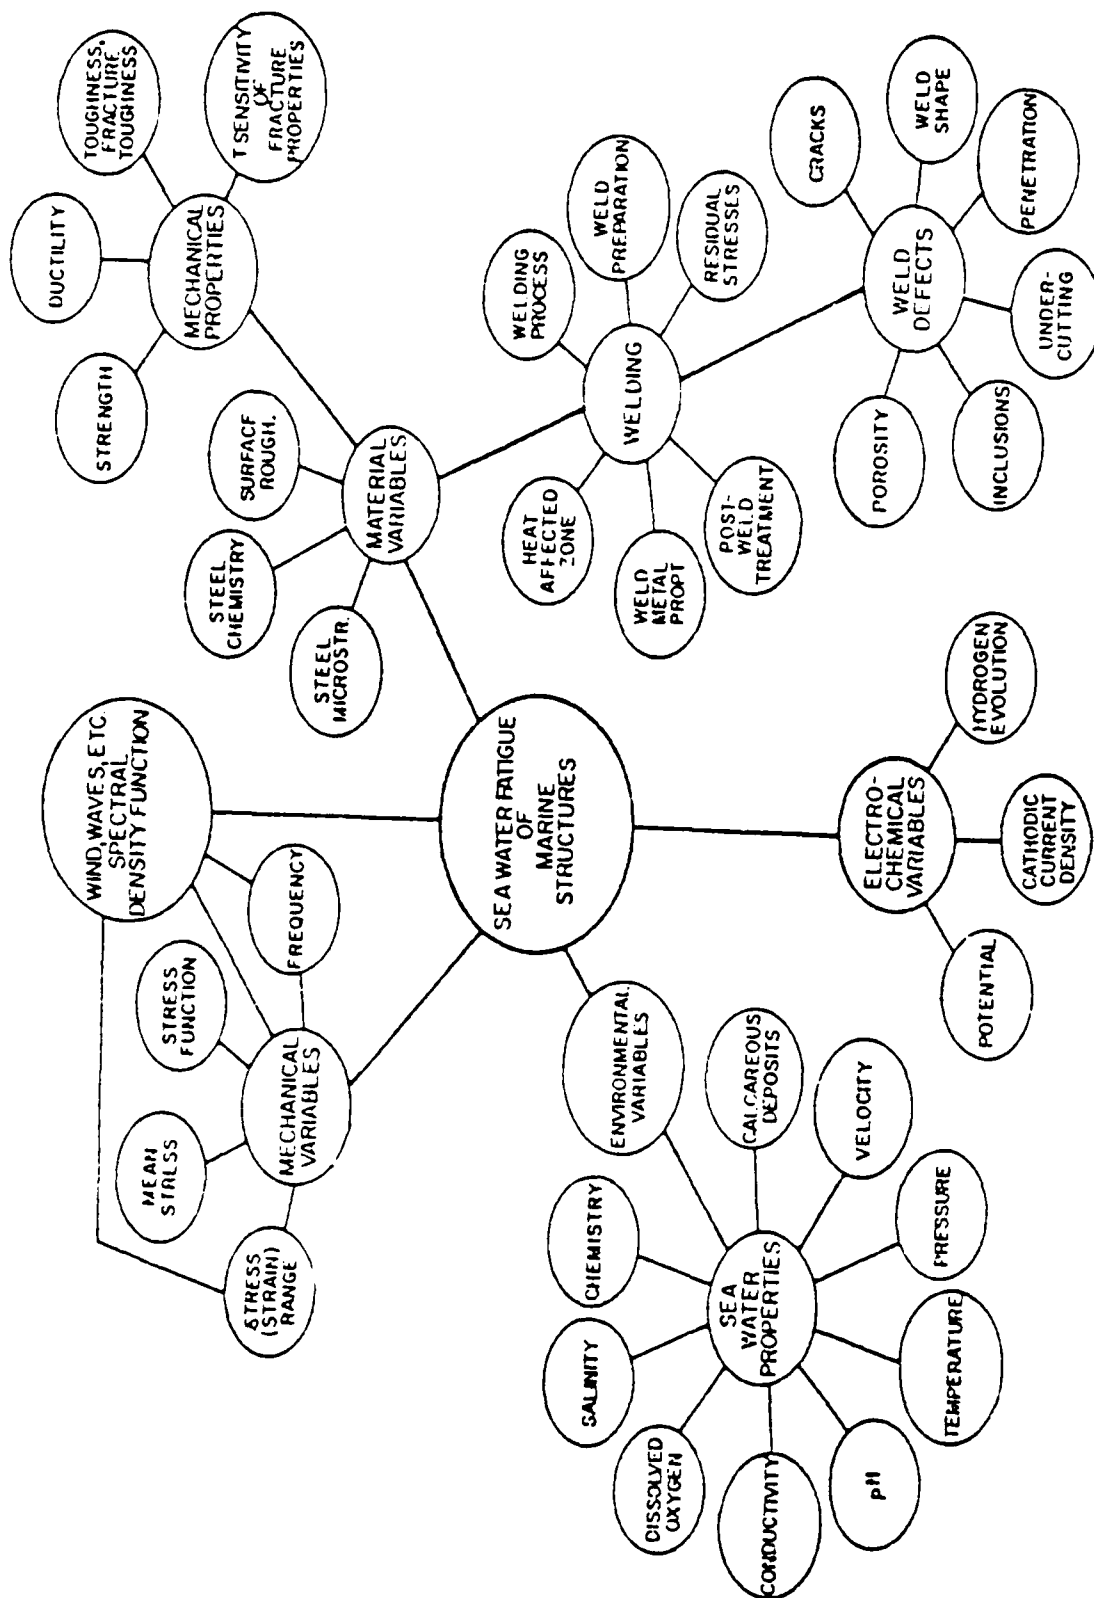 WIND, WAVES, ETC.
SPECTRAL
DENSITY FUNCTION
STRESS
FUNCTION
FREQUENCY
MEAN
STRESS
STRESS
(STRAIN)
RANGE
MECHANICAL
VARIABLES
STRENGTH
DUCTILITY
TOUGHNESS,
FRACTURE
TOUGHNESS
T SENSITIVITY
OF
FRACTURE
PROPERTIES
MECHANICAL
PROPERTIES
SURFACE
ROUGH.
STEEL
CHEMISTRY
STEEL
MICROSTR.
MATERIAL
VARIABLES
SEA WATER FATIGUE
OF
MARINE
STRUCTURES
WELDING
PROCESS
WELD
PREPARATION
RESIDUAL
STRESSES
WELDING
HEAT
AFFECTED
ZONE
WELD
METAL
PROPT
POST-
WELD
TREATMENT
CRACKS
WELD
SHAPE
PENETRATION
WELD
DEFECTS
UNDER-
CUTTING
INCLUSIONS
POROSITY
ENVIRONMENTAL
VARIABLES
CHEMISTRY
SALINITY
DISSOLVED
OXYGEN
CONDUCTIVITY
pH
TEMPERATURE
PRESSURE
VELOCITY
CALCAREOUS
DEPOSITS
SEA
WATER
PROPERTIES
ELECTRO-
CHEMICAL
VARIABLES
POTENTIAL
CATHODIC
CURRENT
DENSITY
HYDROGEN
EVOLUTION